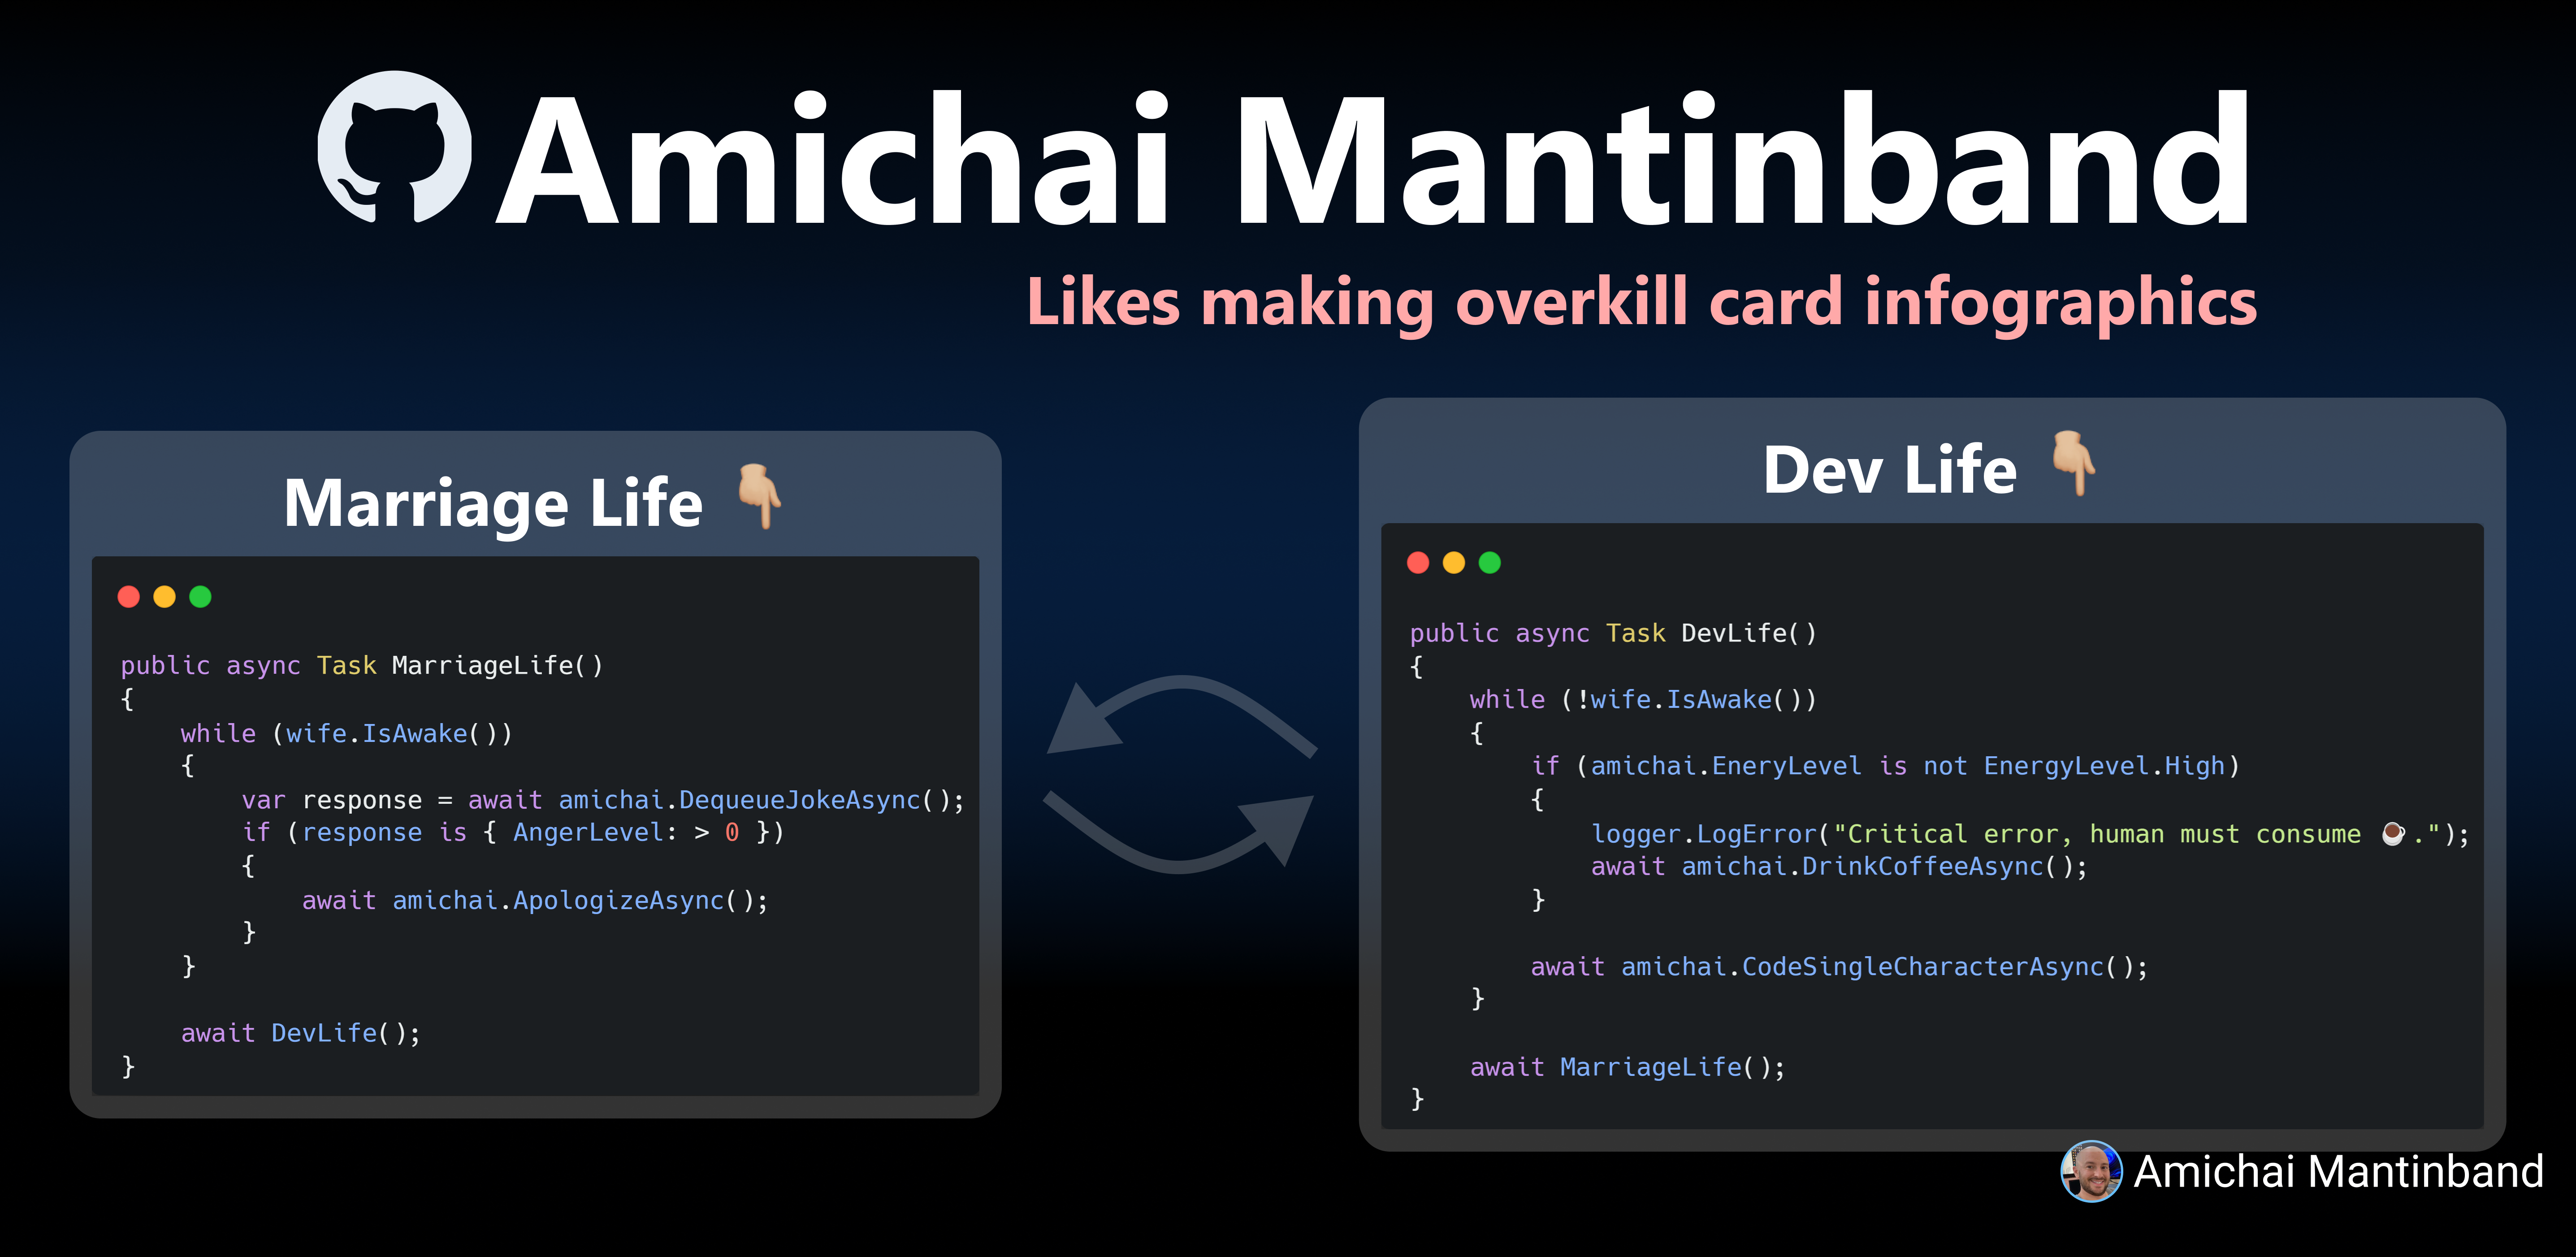 Amichai Mantinband
Likes making overkill card infographics
Marriage Life 👇🏼
public async Task MarriageLife()
{
    while (wife.IsAwake())
    {
        var response = await amichai.DequeueJokeAsync();
        if (response is { AngerLevel: > 0 })
        {
            await amichai.ApologizeAsync();
        }
    }

    await DevLife();
}
Dev Life 👇🏼
public async Task DevLife()
{
    while (!wife.IsAwake())
    {
        if (amichai.EneryLevel is not EnergyLevel.High)
        {
            logger.LogError("Critical error, human must consume ☕.");
            await amichai.DrinkCoffeeAsync();
        }

        await amichai.CodeSingleCharacterAsync();
    }

    await MarriageLife();
}
Amichai Mantinband